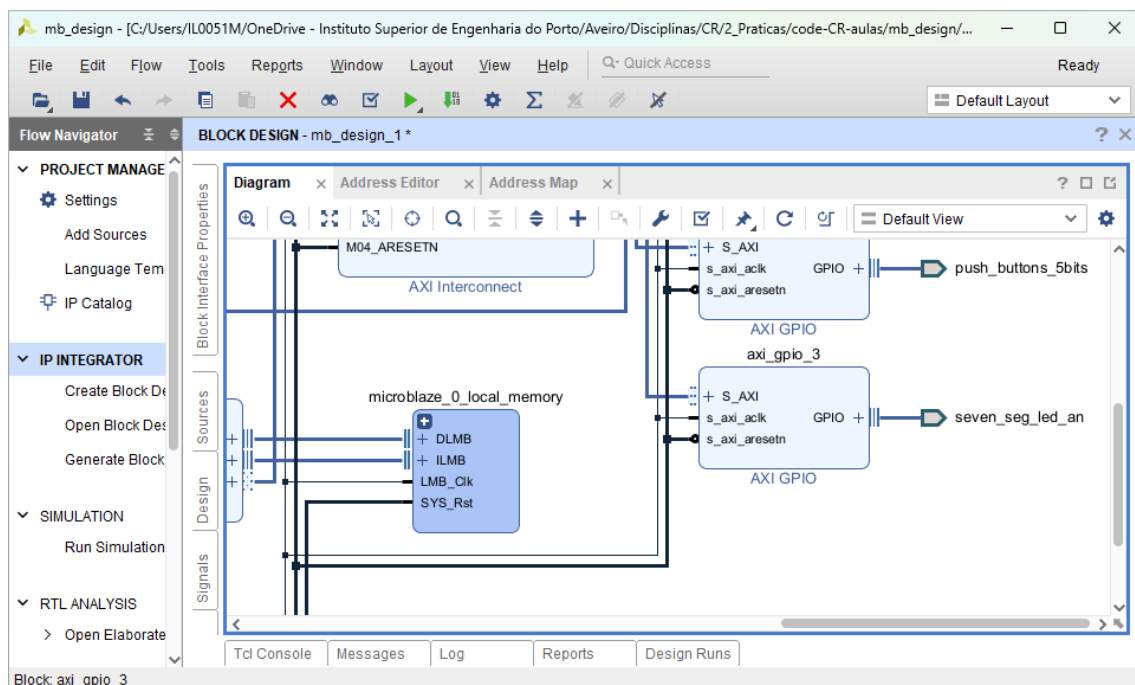 mb_design - [C:/Users/IL0051M/OneDrive - Instituto Superior de Engenharia do Porto/Aveiro/Disciplinas/CR/2_Praticas/code-CR-aulas/mb_design/...
File Edit Flow Tools Reports Window Layout View Help Q- Quick Access Ready
Default Layout
Flow Navigator
PROJECT MANAGE
Settings
Add Sources
Language Tem
IP Catalog
IP INTEGRATOR
Create Block De
Open Block Des
Generate Block
SIMULATION
Run Simulation
RTL ANALYSIS
Open Elaborate
BLOCK DESIGN - mb_design_1 *
Block Interface Properties
Sources
Design
Signals
Diagram Address Editor Address Map
Default View
M04_ARESETN
AXI Interconnect
S_AXI
s_axi_aclk GPIO
s_axi_aresetn
AXI GPIO
push_buttons_5bits
axi_gpio_3
S_AXI
s_axi_aclk GPIO
s_axi_aresetn
AXI GPIO
seven_seg_led_an
microblaze_0_local_memory
DLMB
ILMB
LMB_Clk
SYS_Rst
Tcl Console Messages Log Reports Design Runs
Block: axi_gpio_3